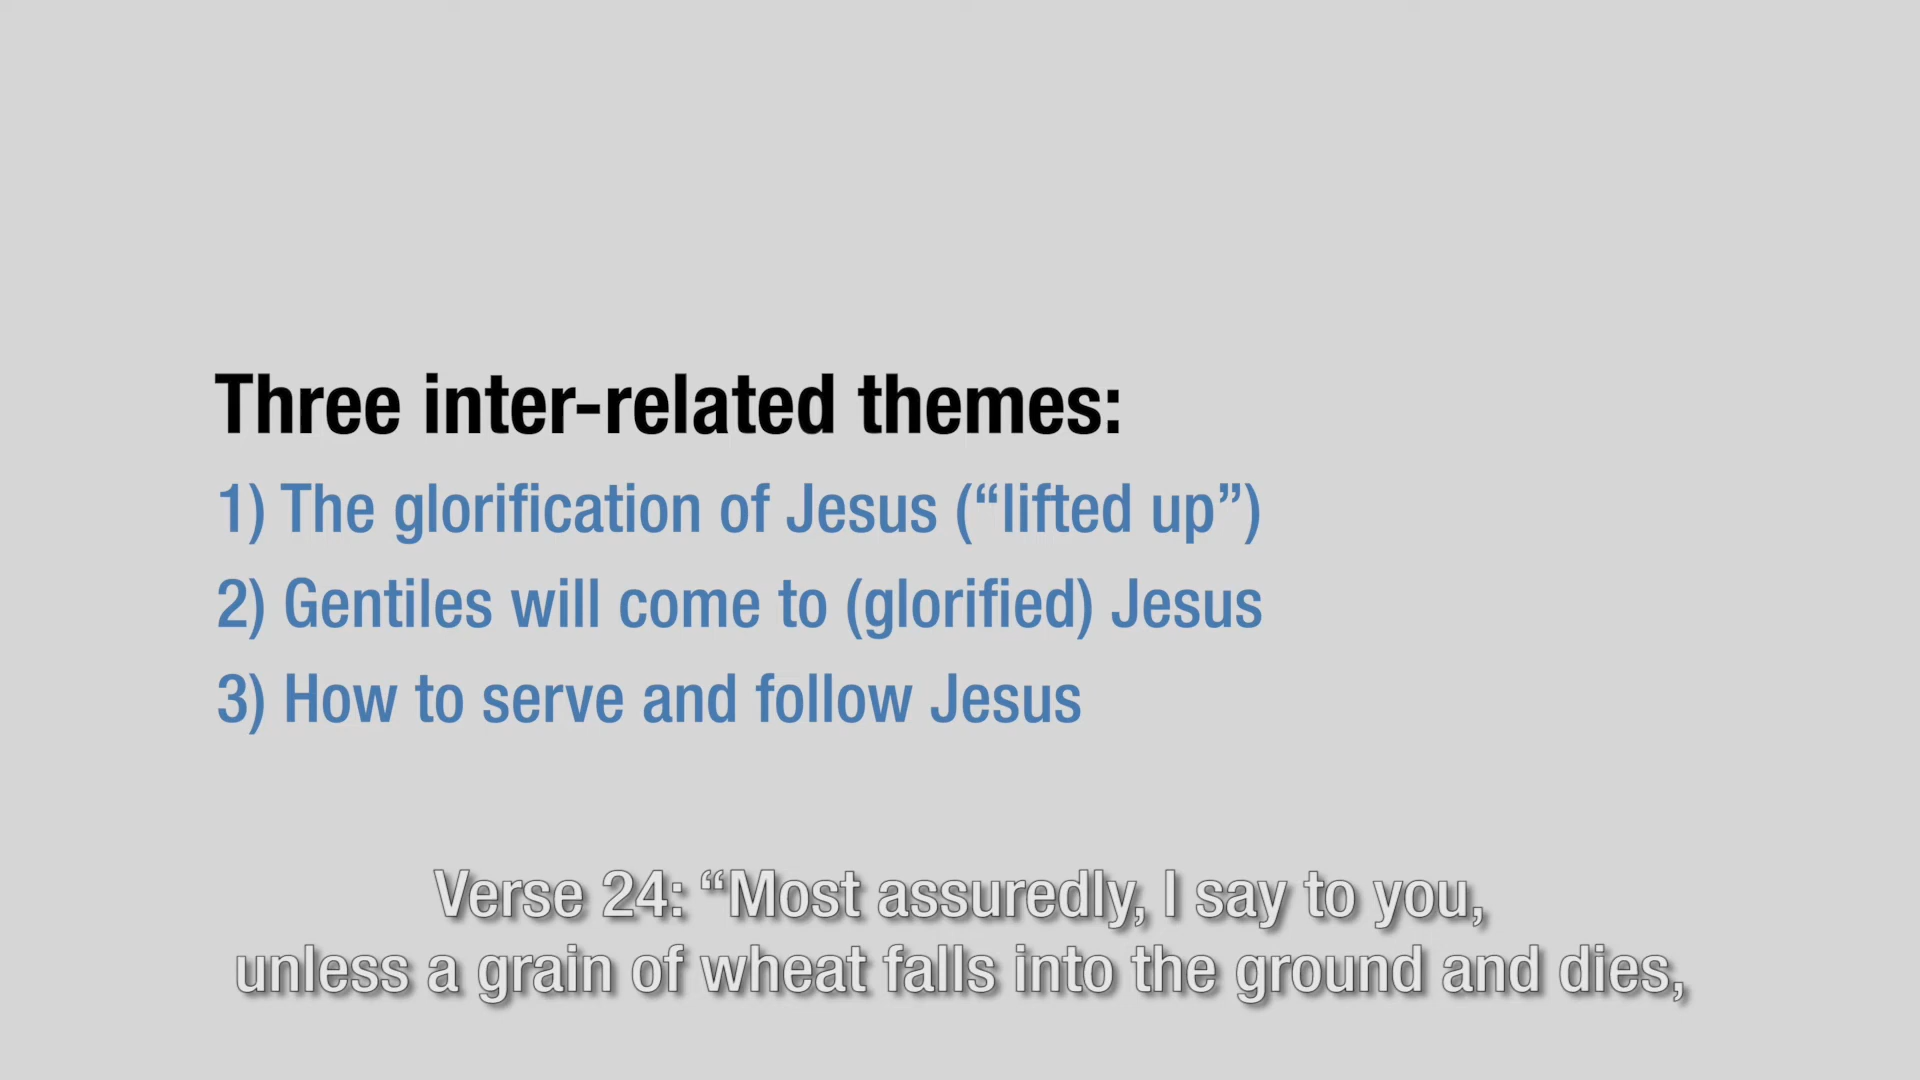 Three inter-related themes:
1) The glorification of Jesus (“lifted up”)
2) Gentiles will come to (glorified) Jesus
3) How to serve and follow Jesus
Verse 24: “Most assuredly, I say to you,
unless a grain of wheat falls into the ground and dies,